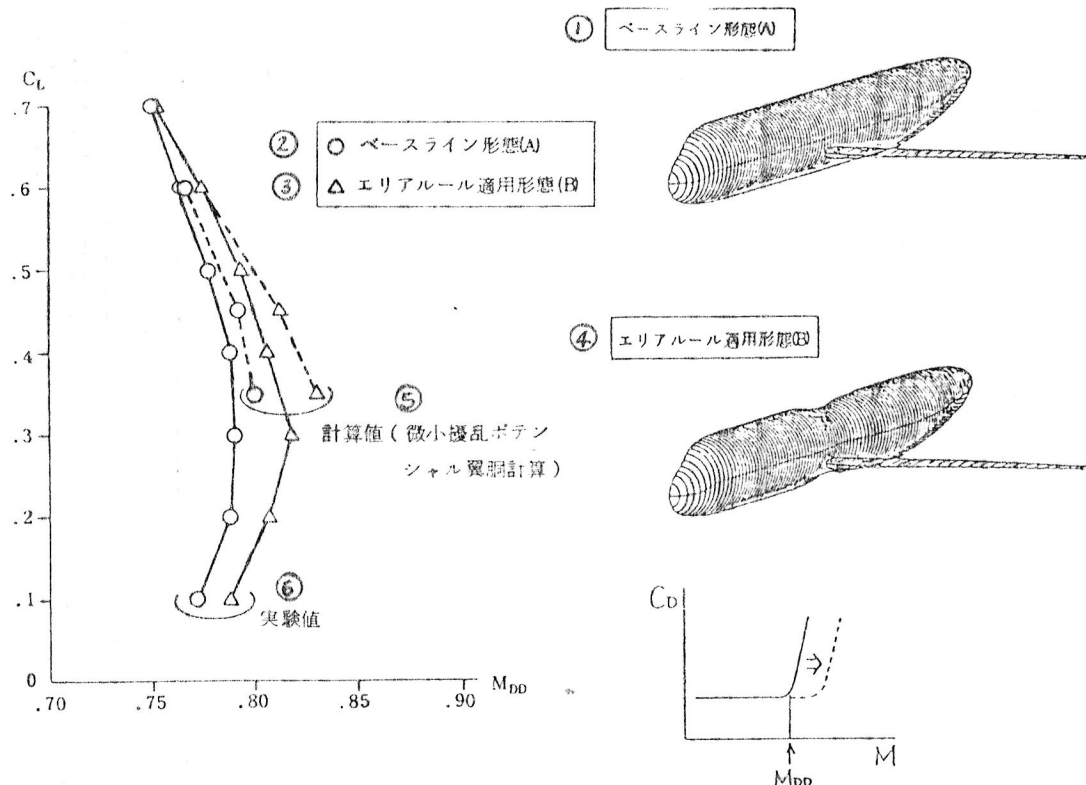 ① ベースライン形態(A)
C_L
.7
.6
.5
.4
.3
.2
.1
0
② ○ ベースライン形態(A)
③ △ エリアルール適用形態(B)
④ エリアルール適用形態(B)
⑤
計算値(微小擾乱ポテン
シャル翼胴計算)
⑥
実験値
.70 .75 .80 .85 .90
M_DD
C_D
M
M_DD